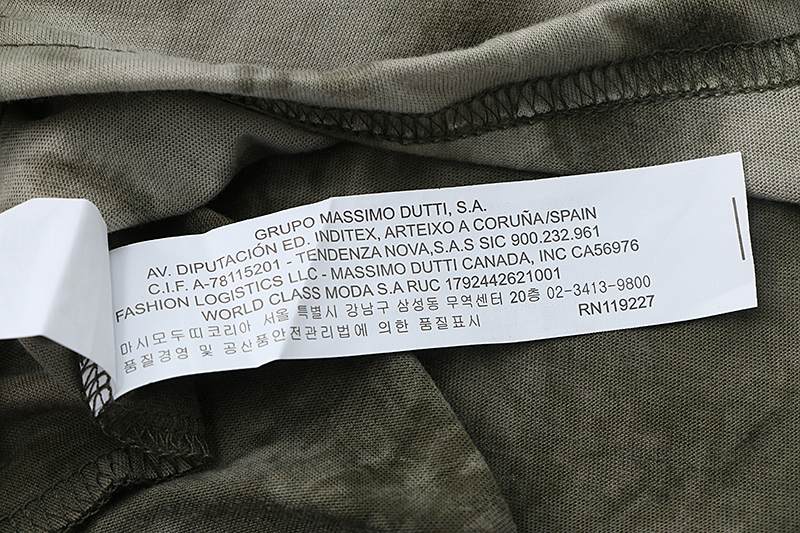 GRUPO MASSIMO DUTTI, S.A.
AV. DIPUTACIÓN ED. INDITEX, ARTEIXO A CORUÑA/SPAIN
C.I.F. A-78115201 - TENDENZA NOVA,S.A.S SIC 900.232.961
FASHION LOGISTICS LLC - MASSIMO DUTTI CANADA, INC CA56976
WORLD CLASS MODA S.A RUC 1792442621001
마시모두띠코리아 서울 특별시 강남구 삼성동 무역센터 20층 02-3413-9800
품질경영 및 공산품안전관리법에 의한 품질표시
RN119227